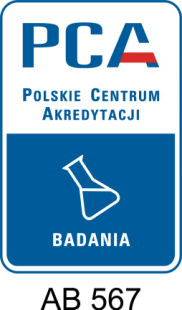 PCA
POLSKIE CENTRUM
AKREDYTACJI
BADANIA
AB 567